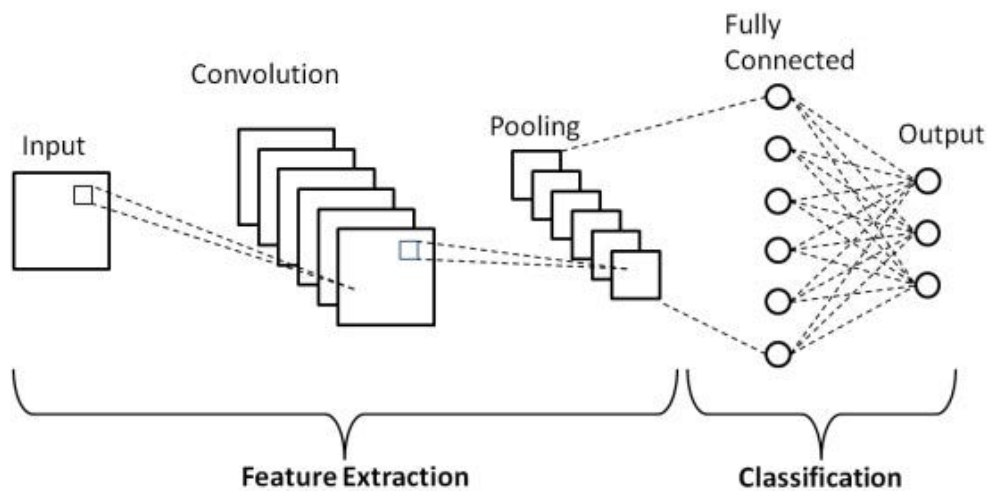 Input
Convolution
Pooling
Fully
Connected
Output
Feature Extraction
Classification